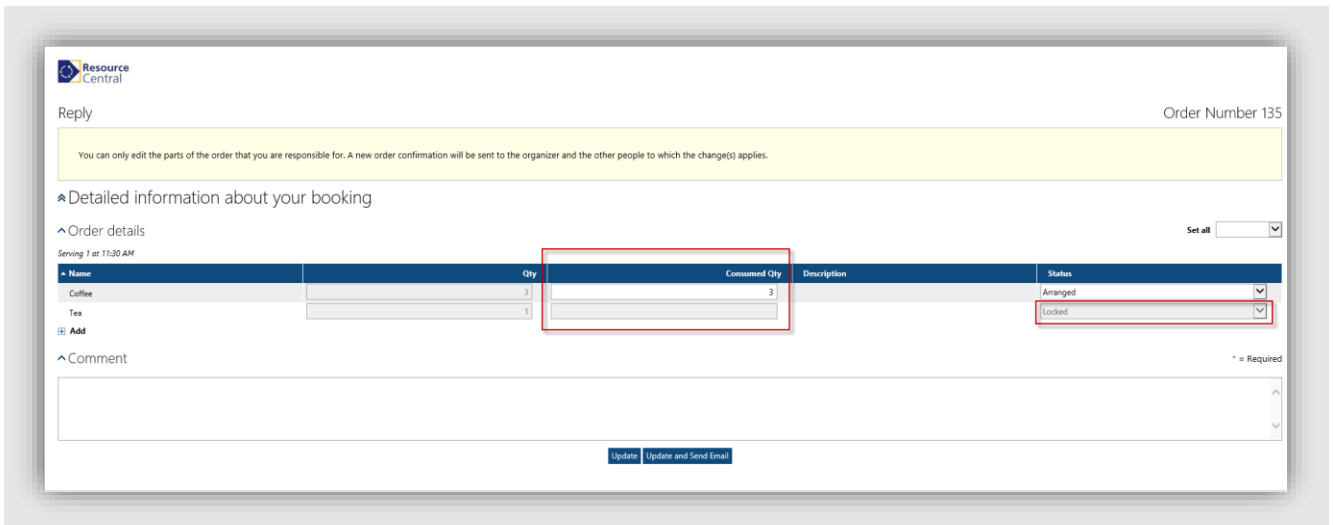 Resource
Central
Reply
Order Number 135
You can only edit the parts of the order that you are responsible for. A new order confirmation will be sent to the organizer and the other people to which the change(s) applies.
Detailed information about your booking
Order details
Set all
Serving 1 at 11:30 AM
Name Qty Consumed Qty Description Status
Coffee 3 3 Arranged
Tea 1 Locked
Add
Comment
* = Required
Update Update and Send Email